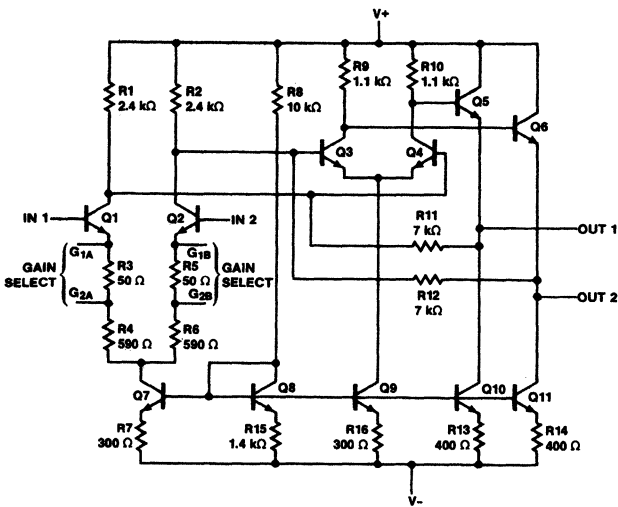 V+
R1
2.4 kΩ
R2
2.4 kΩ
R8
10 kΩ
R9
1.1 kΩ
R10
1.1 kΩ
Q5
Q6
Q3
Q4
IN 1
Q1
Q2
IN 2
R11
7 kΩ
OUT 1
GAIN
SELECT
G1A
R3
50 Ω
G2A
G1B
R5
50 Ω
G2B
GAIN
SELECT
R12
7 kΩ
OUT 2
R4
590 Ω
R6
590 Ω
Q7
Q8
Q9
Q10
Q11
R7
300 Ω
R15
1.4 kΩ
R16
300 Ω
R13
400 Ω
R14
400 Ω
V-